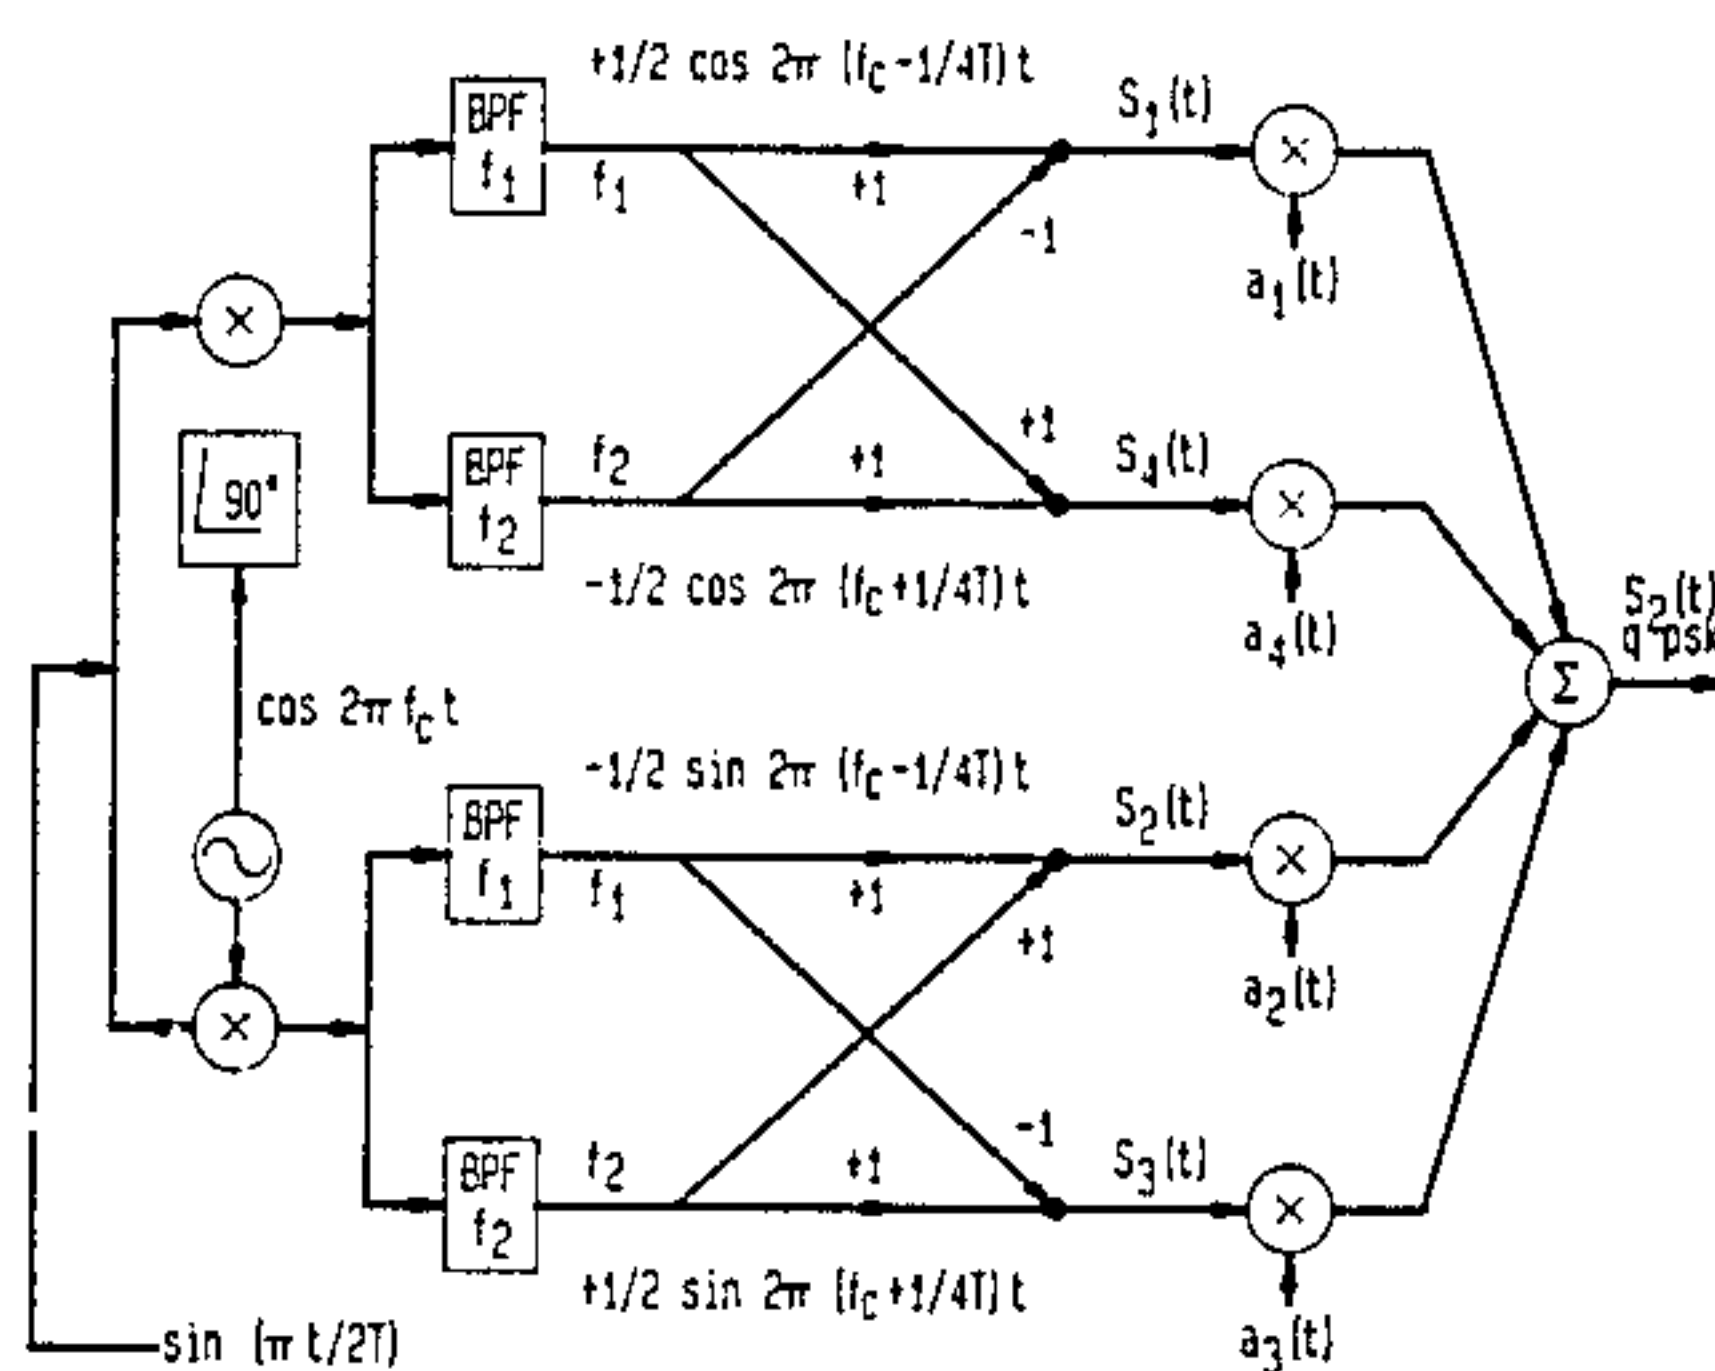 +1/2 cos 2π (fc-1/4T) t
BPF
f1
f1
+1
S1(t)
×
-1
a1(t)
×
90°
BPF
f2
f2
+1
+1
S4(t)
×
-1/2 cos 2π (fc+1/4T) t
a4(t)
cos 2π fc t
S2(t)
q psk
Σ
-1/2 sin 2π (fc-1/4T) t
BPF
f1
f1
+1
S2(t)
×
+1
a2(t)
×
BPF
f2
f2
+1
-1
S3(t)
×
+1/2 sin 2π (fc+1/4T) t
a3(t)
sin (π t/2T)